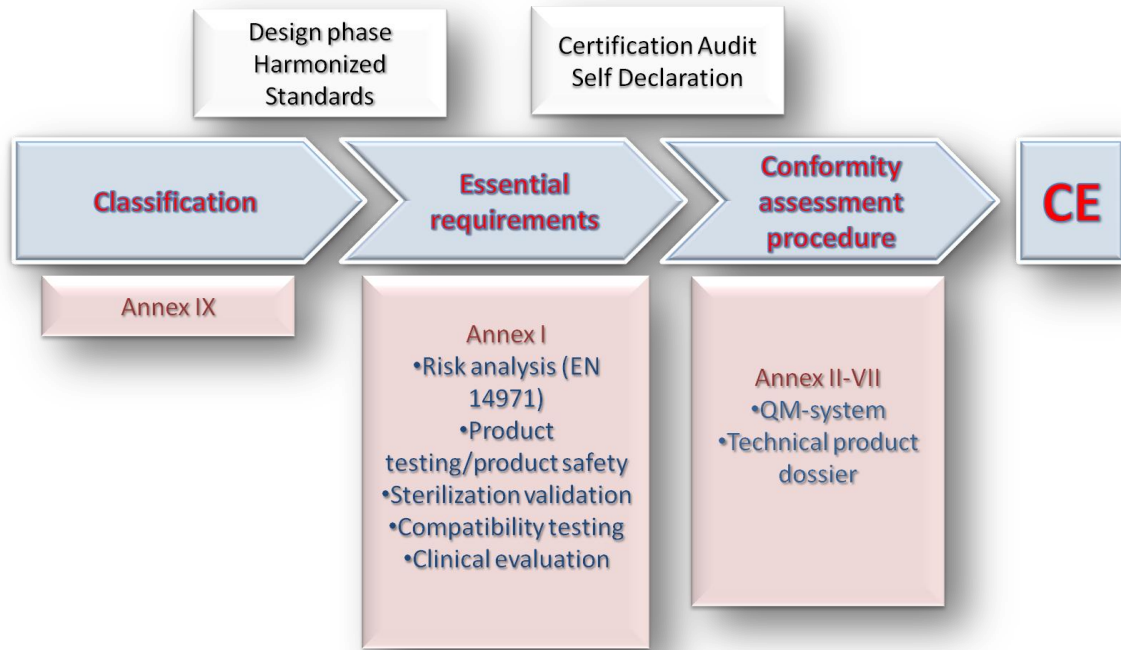 Design phase
Harmonized
Standards
Certification Audit
Self Declaration
Classification
Essential
requirements
Conformity
assessment
procedure
CE
Annex IX
Annex I
•Risk analysis (EN
14971)
•Product
testing/product safety
•Sterilization validation
•Compatibility testing
•Clinical evaluation
Annex II-VII
•QM-system
•Technical product
dossier